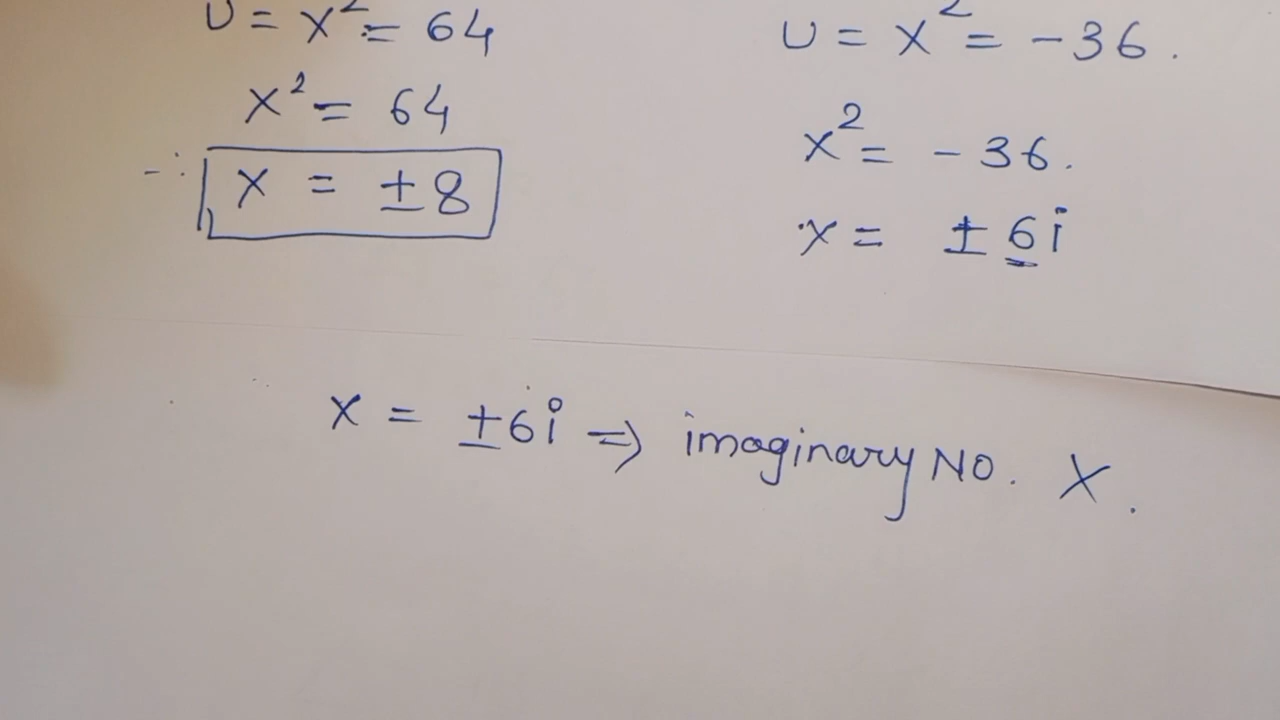 U = x² = 64
x² = 64
∴ x = ±8
U = x² = -36.
x² = -36.
x = ±6i
x = ±6i ⇒ imaginary No. X.